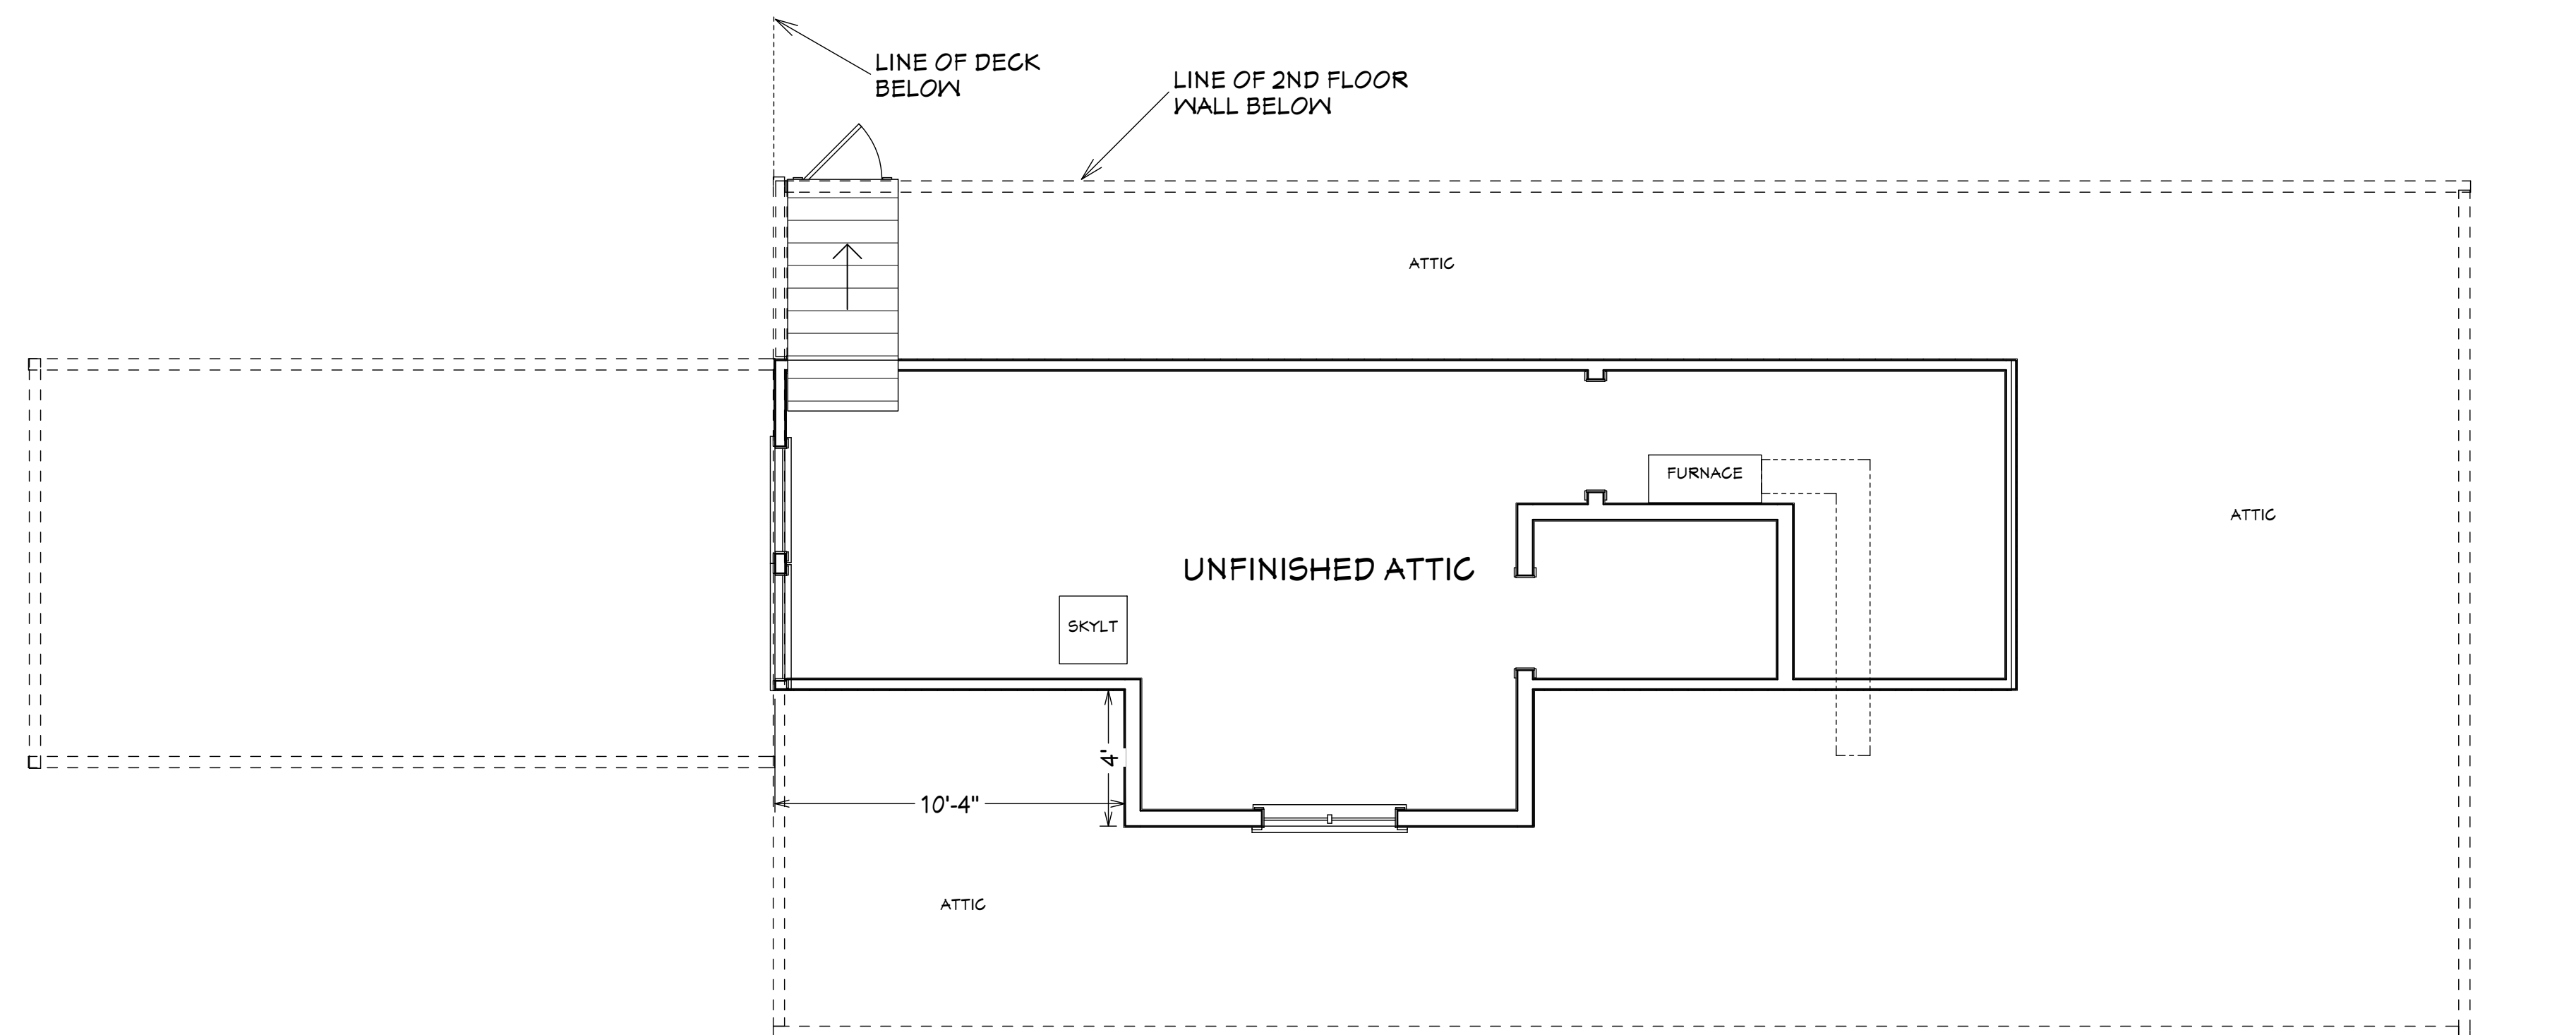 LINE OF DECK
BELOW
LINE OF 2ND FLOOR
WALL BELOW
ATTIC
FURNACE
ATTIC
UNFINISHED ATTIC
SKYLT
4'
10'-4"
ATTIC